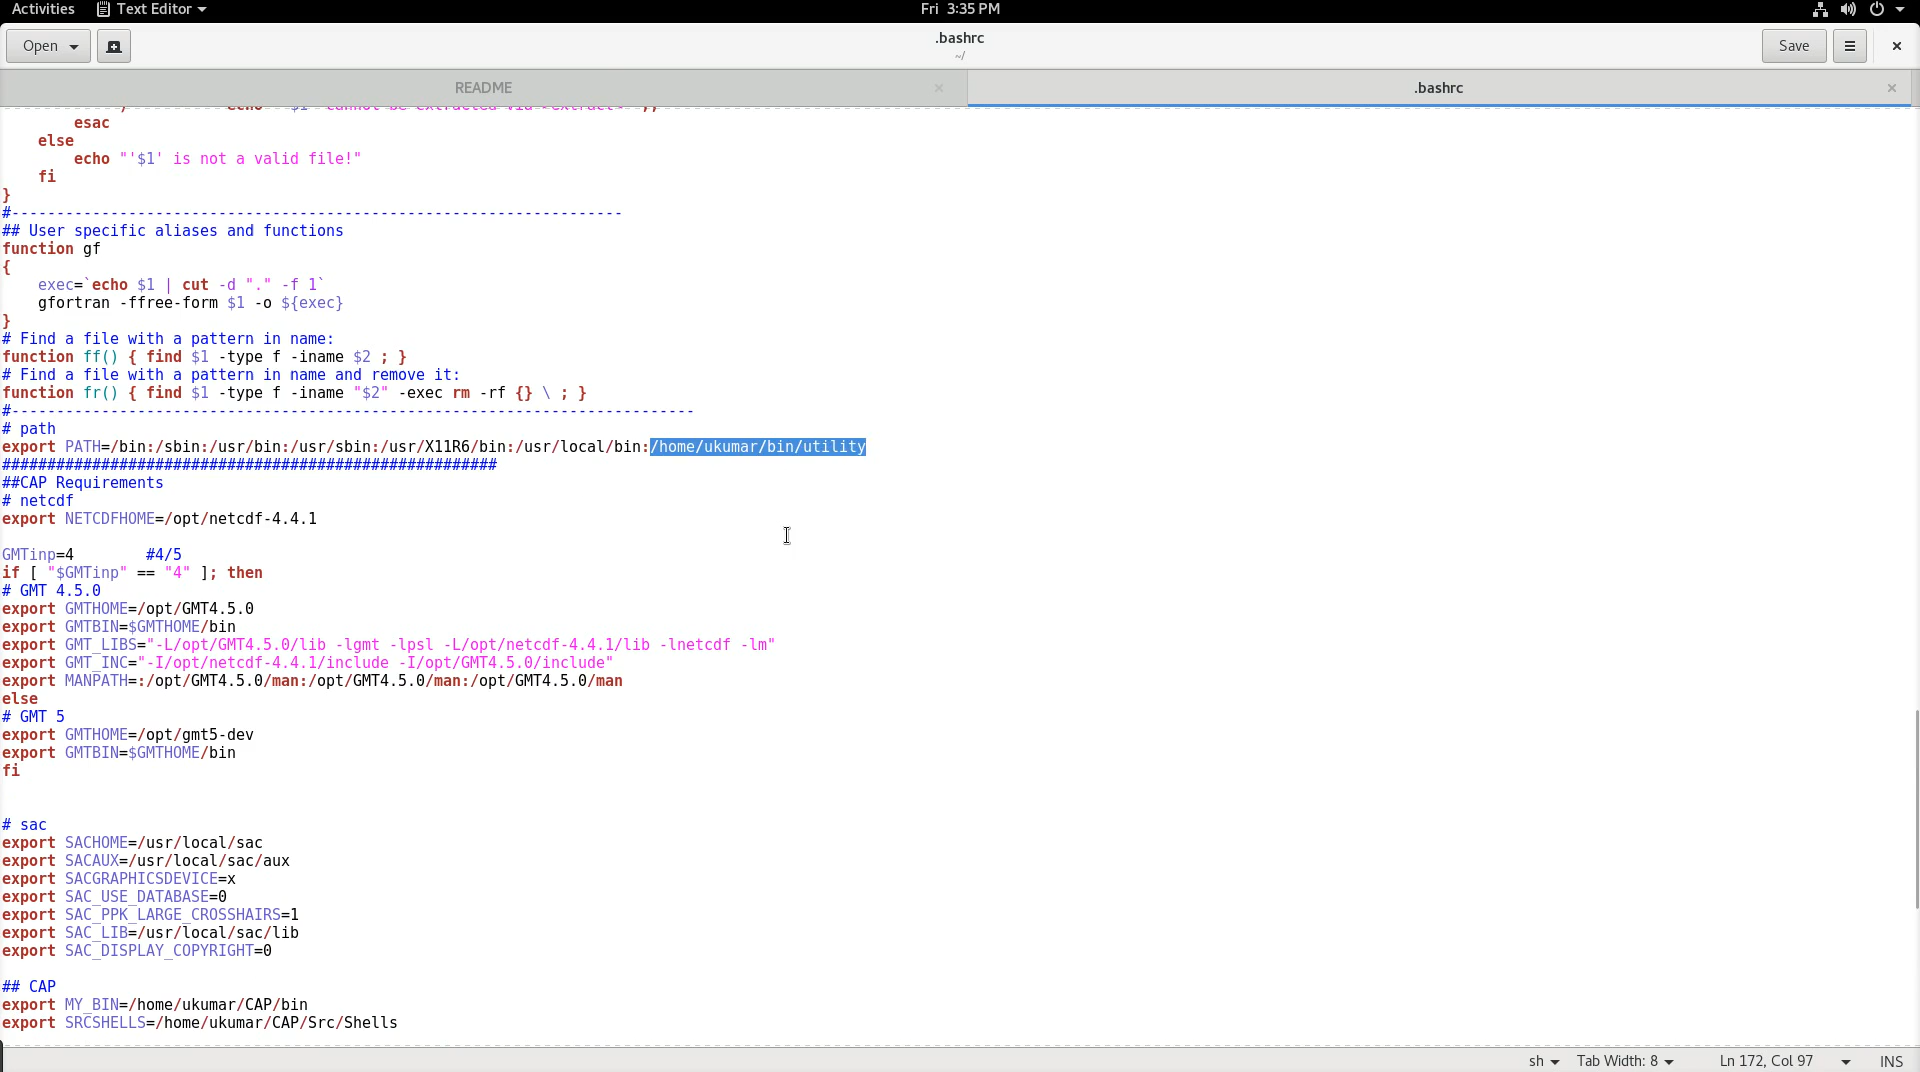 Activities Text Editor Fri 3:35 PM
Open .bashrc Save
~/
README .bashrc
echo "'$1' cannot be extracted via >extract<" ;;
esac
else
echo "'$1' is not a valid file!"
fi
}
#--------------------------------------------------------------------
## User specific aliases and functions
function gf
{
exec=`echo $1 | cut -d "." -f 1`
gfortran -ffree-form $1 -o ${exec}
}
# Find a file with a pattern in name:
function ff() { find $1 -type f -iname $2 ; }
# Find a file with a pattern in name and remove it:
function fr() { find $1 -type f -iname "$2" -exec rm -rf {} \ ; }
#----------------------------------------------------------------------------
# path
export PATH=/bin:/sbin:/usr/bin:/usr/sbin:/usr/X11R6/bin:/usr/local/bin:/home/ukumar/bin/utility
#######################################################
##CAP Requirements
# netcdf
export NETCDFHOME=/opt/netcdf-4.4.1
GMTinp=4 #4/5
if [ "$GMTinp" == "4" ]; then
# GMT 4.5.0
export GMTHOME=/opt/GMT4.5.0
export GMTBIN=$GMTHOME/bin
export GMT_LIBS="-L/opt/GMT4.5.0/lib -lgmt -lpsl -L/opt/netcdf-4.4.1/lib -lnetcdf -lm"
export GMT_INC="-I/opt/netcdf-4.4.1/include -I/opt/GMT4.5.0/include"
export MANPATH=:/opt/GMT4.5.0/man:/opt/GMT4.5.0/man:/opt/GMT4.5.0/man
else
# GMT 5
export GMTHOME=/opt/gmt5-dev
export GMTBIN=$GMTHOME/bin
fi
# sac
export SACHOME=/usr/local/sac
export SACAUX=/usr/local/sac/aux
export SACGRAPHICSDEVICE=x
export SAC_USE_DATABASE=0
export SAC_PPK_LARGE_CROSSHAIRS=1
export SAC_LIB=/usr/local/sac/lib
export SAC_DISPLAY_COPYRIGHT=0
## CAP
export MY_BIN=/home/ukumar/CAP/bin
export SRCSHELLS=/home/ukumar/CAP/Src/Shells
sh Tab Width: 8 Ln 172, Col 97 INS